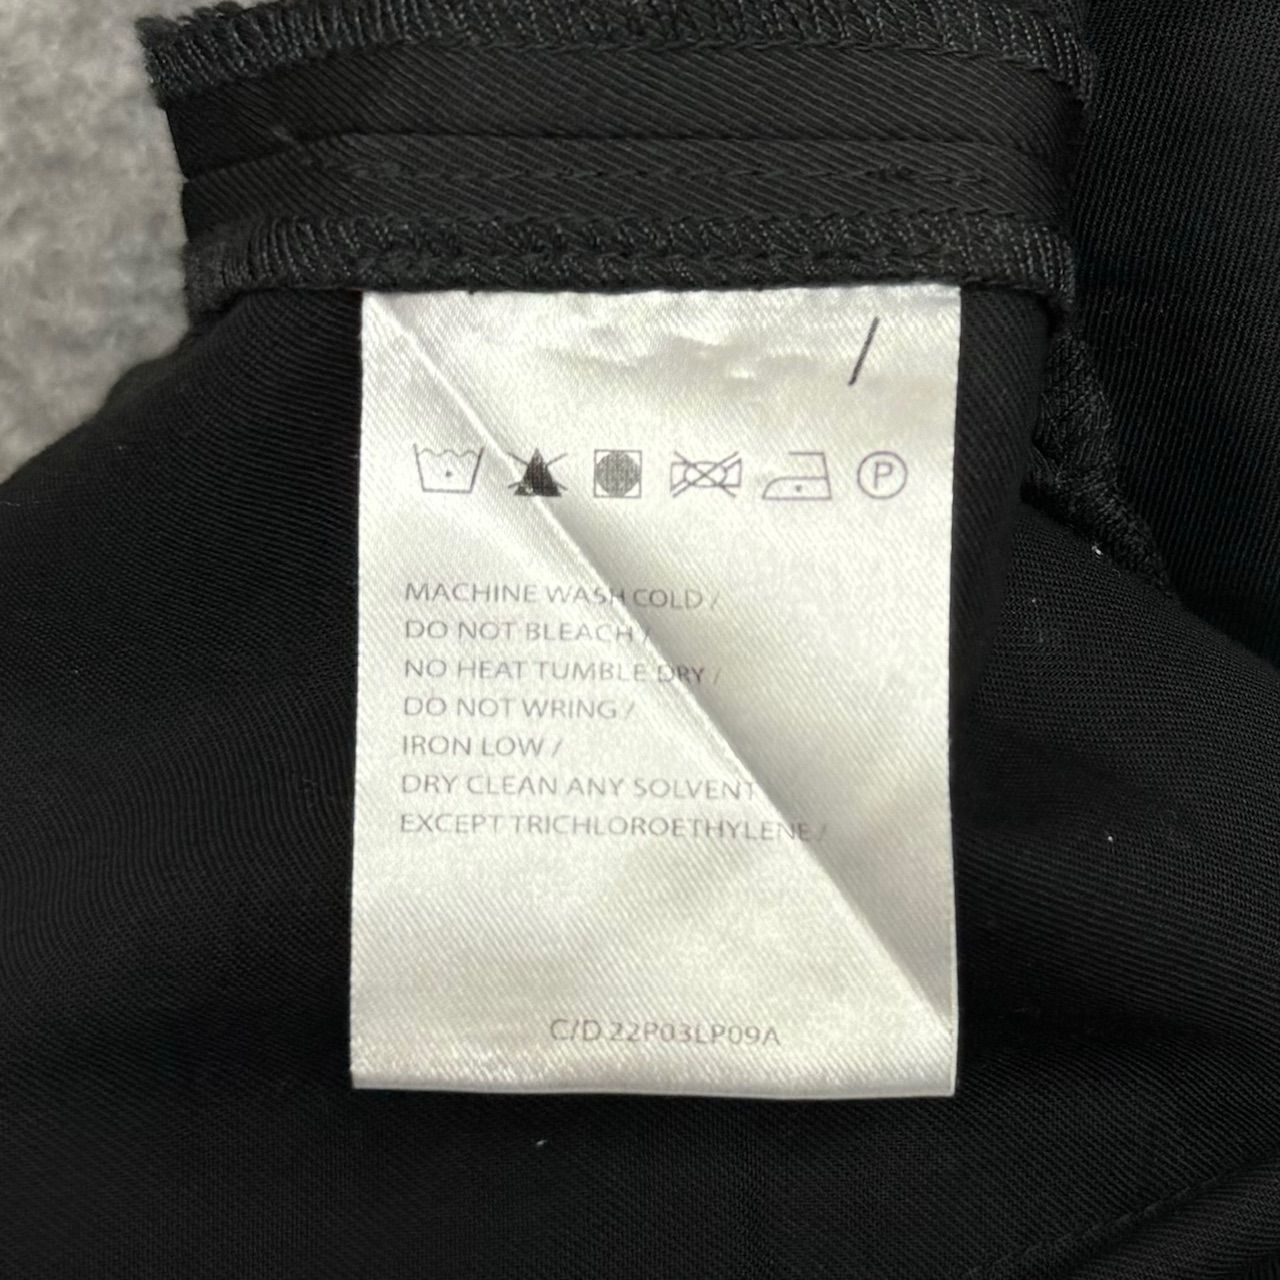 /
P
MACHINE WASH COLD /
DO NOT BLEACH /
NO HEAT TUMBLE DRY /
DO NOT WRING /
IRON LOW /
DRY CLEAN ANY SOLVENT
EXCEPT TRICHLOROETHYLENE /
C/D 22P03LP09A